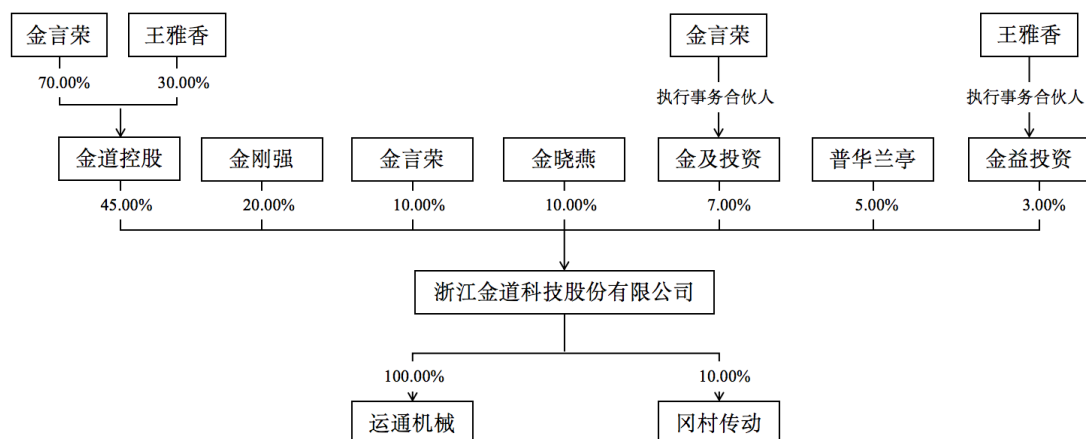 金言荣 王雅香 金言荣 王雅香
70.00% 30.00% 执行事务合伙人 执行事务合伙人
金道控股 金刚强 金言荣 金晓燕 金及投资 普华兰亭 金益投资
45.00% 20.00% 10.00% 10.00% 7.00% 5.00% 3.00%
浙江金道科技股份有限公司
100.00% 10.00%
运通机械 冈村传动